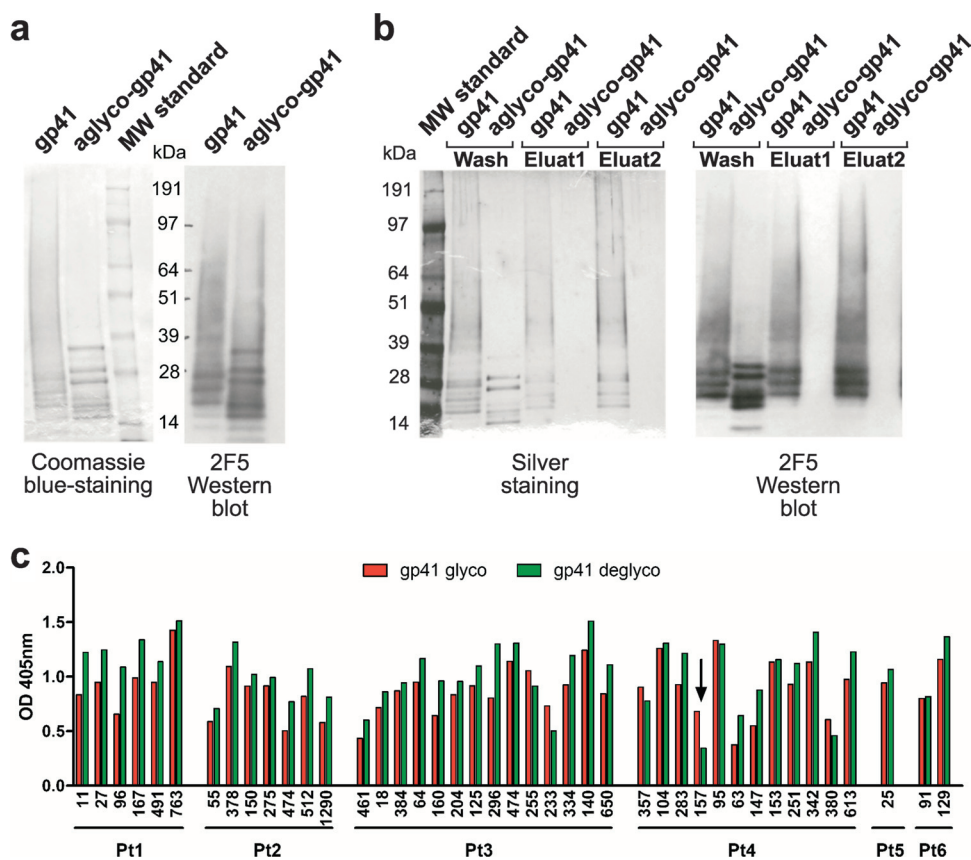 a
gp41
aglyco-gp41
MW standard
kDa
gp41
aglyco-gp41
191
97
64
51
39
28
14
Coomassie
blue-staining
2F5
Western
blot
b
MW standard
gp41
aglyco-gp41
gp41
aglyco-gp41
gp41
aglyco-gp41
kDa
Wash
Eluat1
Eluat2
191
97
64
51
39
28
14
Silver
staining
gp41
aglyco-gp41
gp41
aglyco-gp41
gp41
aglyco-gp41
Wash
Eluat1
Eluat2
2F5
Western
blot
c
gp41 glyco
gp41 deglyco
OD 405nm
2.0
1.5
1.0
0.5
0.0
11 27 96 167 491 763 55 378 150 275 474 512 1290 461 18 384 64 160 204 125 296 474 255 233 334 140 650 357 104 283 157 95 63 147 153 251 342 380 613 25 91 129
Pt1 Pt2 Pt3 Pt4 Pt5 Pt6